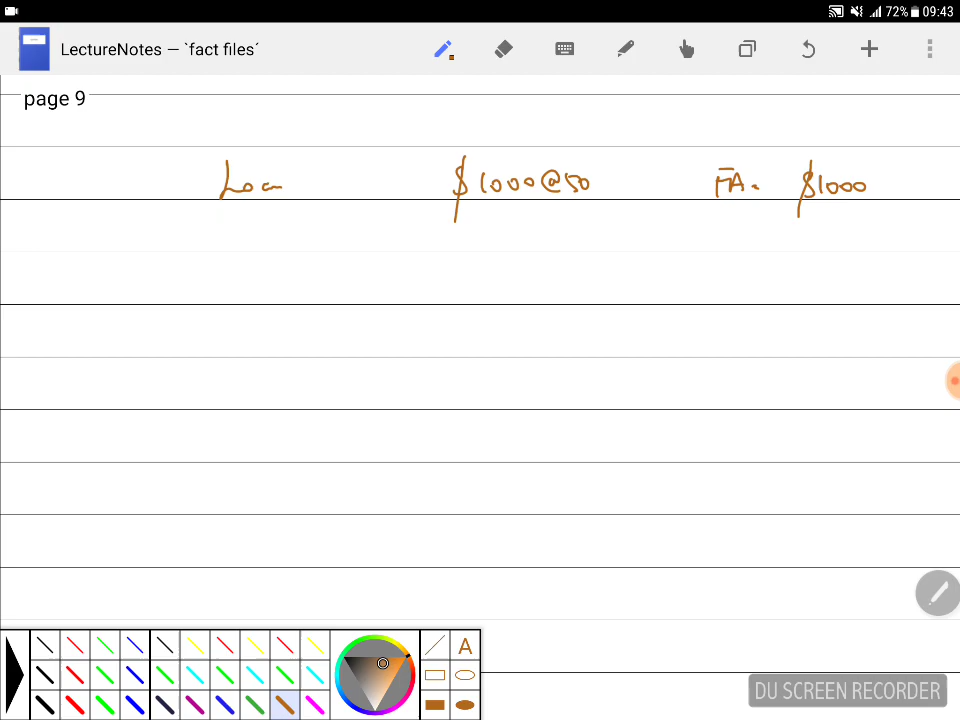 72% 09:43
LectureNotes — `fact files´
page 9
Loan $1000@50 FA. $1000
A
DU SCREEN RECORDER